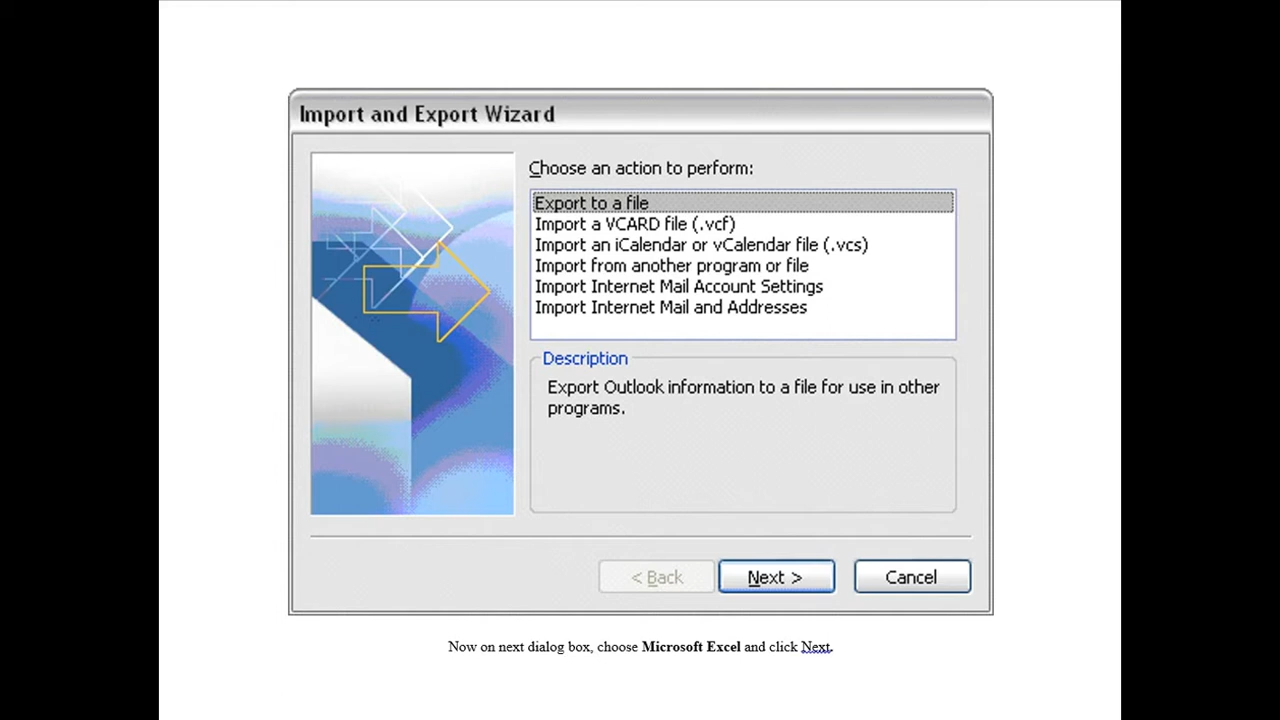 Import and Export Wizard
Choose an action to perform:
Export to a file
Import a VCARD file (.vcf)
Import an iCalendar or vCalendar file (.vcs)
Import from another program or file
Import Internet Mail Account Settings
Import Internet Mail and Addresses
Description
Export Outlook information to a file for use in other
programs.
< Back
Next >
Cancel
Now on next dialog box, choose Microsoft Excel and click Next.